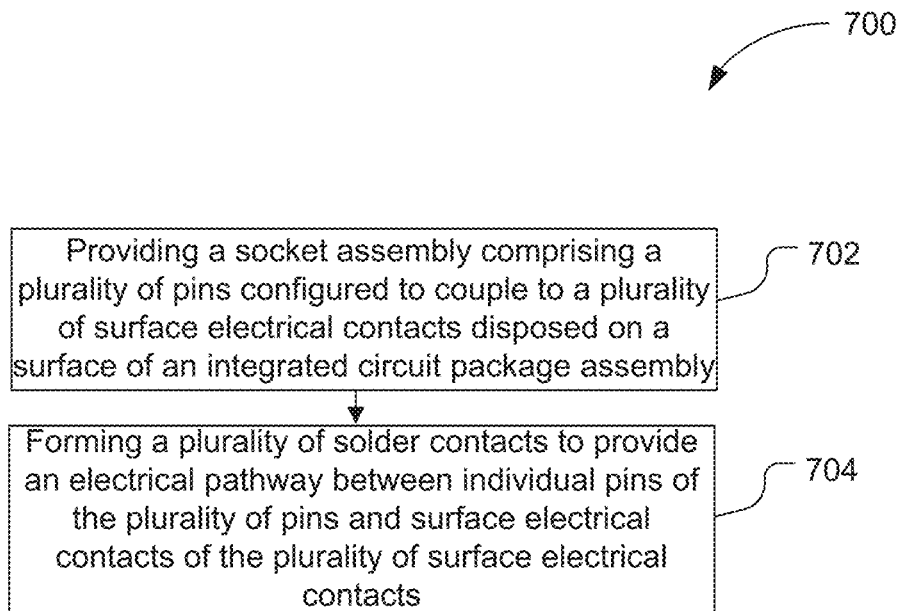 700
Providing a socket assembly comprising a
plurality of pins configured to couple to a plurality
of surface electrical contacts disposed on a
surface of an integrated circuit package assembly
702
Forming a plurality of solder contacts to provide
an electrical pathway between individual pins of
the plurality of pins and surface electrical
contacts of the plurality of surface electrical
contacts
704